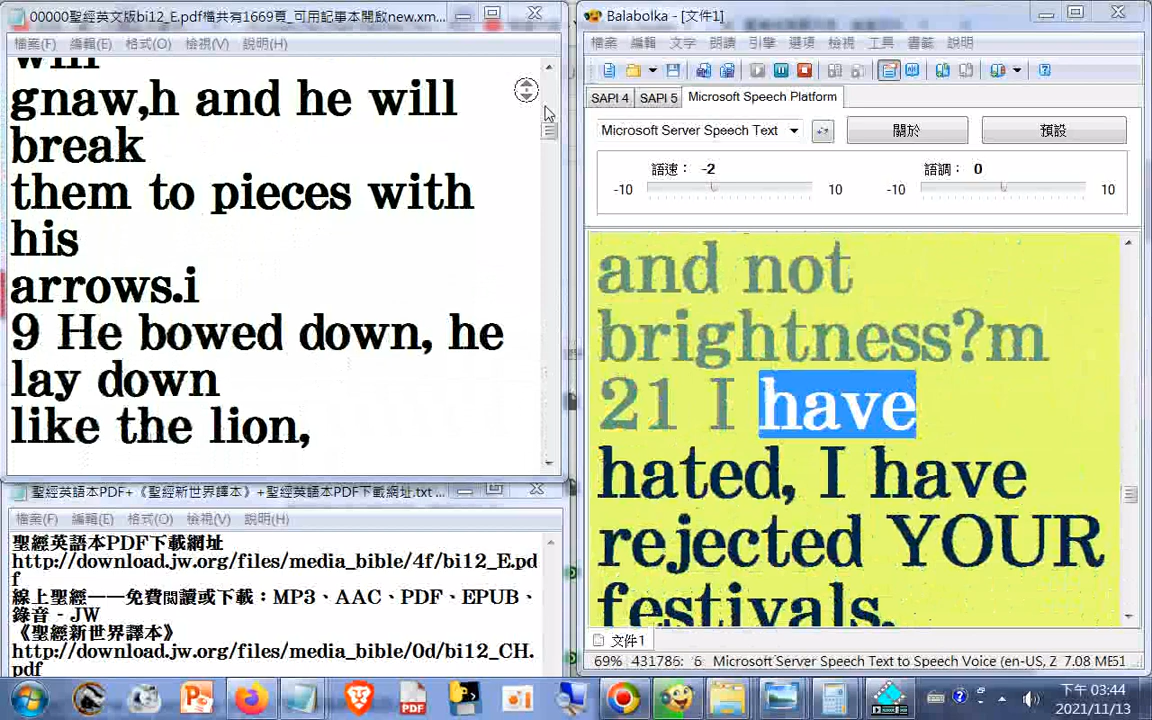 00000聖經英文版bi12_E.pdf檔共有1669頁_可用記事本開啟new.xm...
檔案(F) 編輯(E) 格式(O) 檢視(V) 說明(H)
will
gnaw,h and he will
break
them to pieces with
his
arrows.i
9 He bowed down, he
lay down
like the lion,
聖經英語本PDF+《聖經新世界譯本》+聖經英語本PDF下載網址.txt ...
檔案(F) 編輯(E) 格式(O) 檢視(V) 說明(H)
聖經英語本PDF下載網址
http://download.jw.org/files/media_bible/4f/bi12_E.pd
f
線上聖經——免費閱讀或下載：MP3、AAC、PDF、EPUB、
錄音 - JW
《聖經新世界譯本》
http://download.jw.org/files/media_bible/0d/bi12_CH.
pdf
Balabolka - [文件1]
檔案 編輯 文字 朗讀 引擎 選項 檢視 工具 書籤 說明
SAPI 4 SAPI 5 Microsoft Speech Platform
Microsoft Server Speech Text 關於 預設
語速： -2 語調： 0
-10 10 -10 10
and not
brightness?m
21 I have
hated, I have
rejected YOUR
festivals,
文件1
69% 431786: 6 Microsoft Server Speech Text to Speech Voice (en-US, Z 7.08 ME51
PDF
下午 03:44
2021/11/13